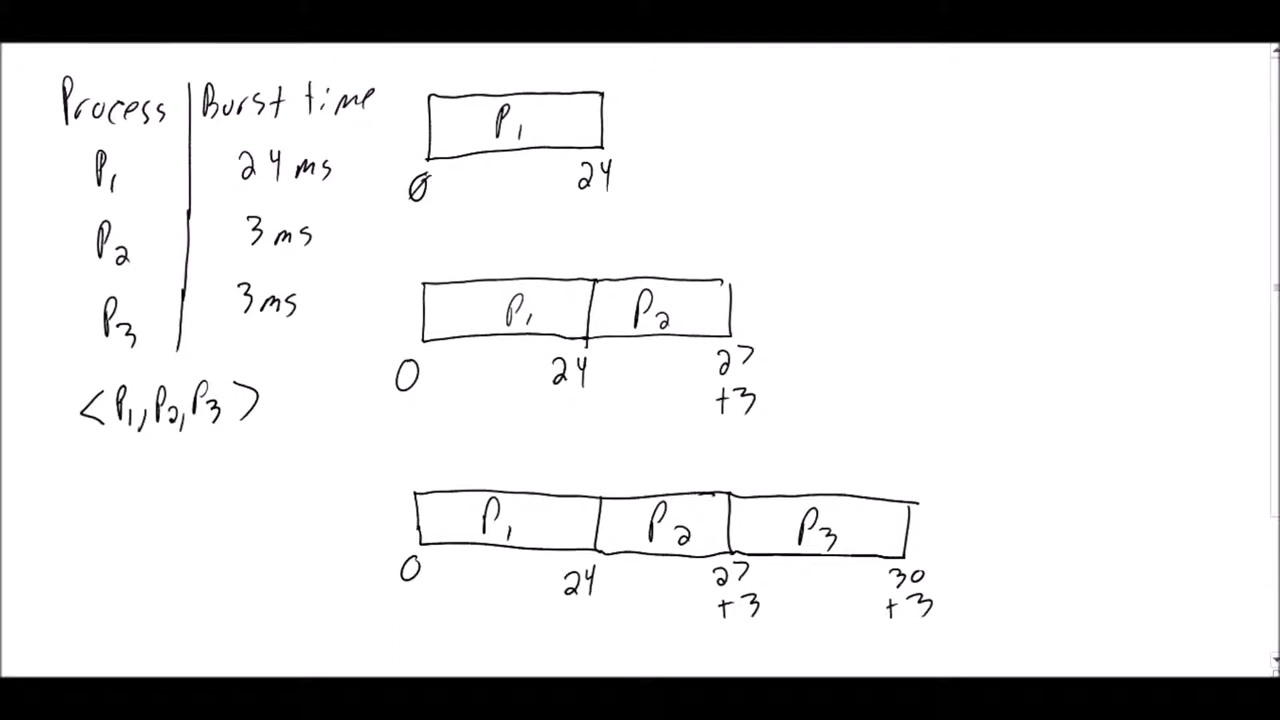 Process Burst time
P1 24 ms
P2 3 ms
P3 3 ms
<P1, P2, P3>
P1
0 24
P1 P2
0 24 27
+3
P1 P2 P3
0 24 27 30
+3 +3